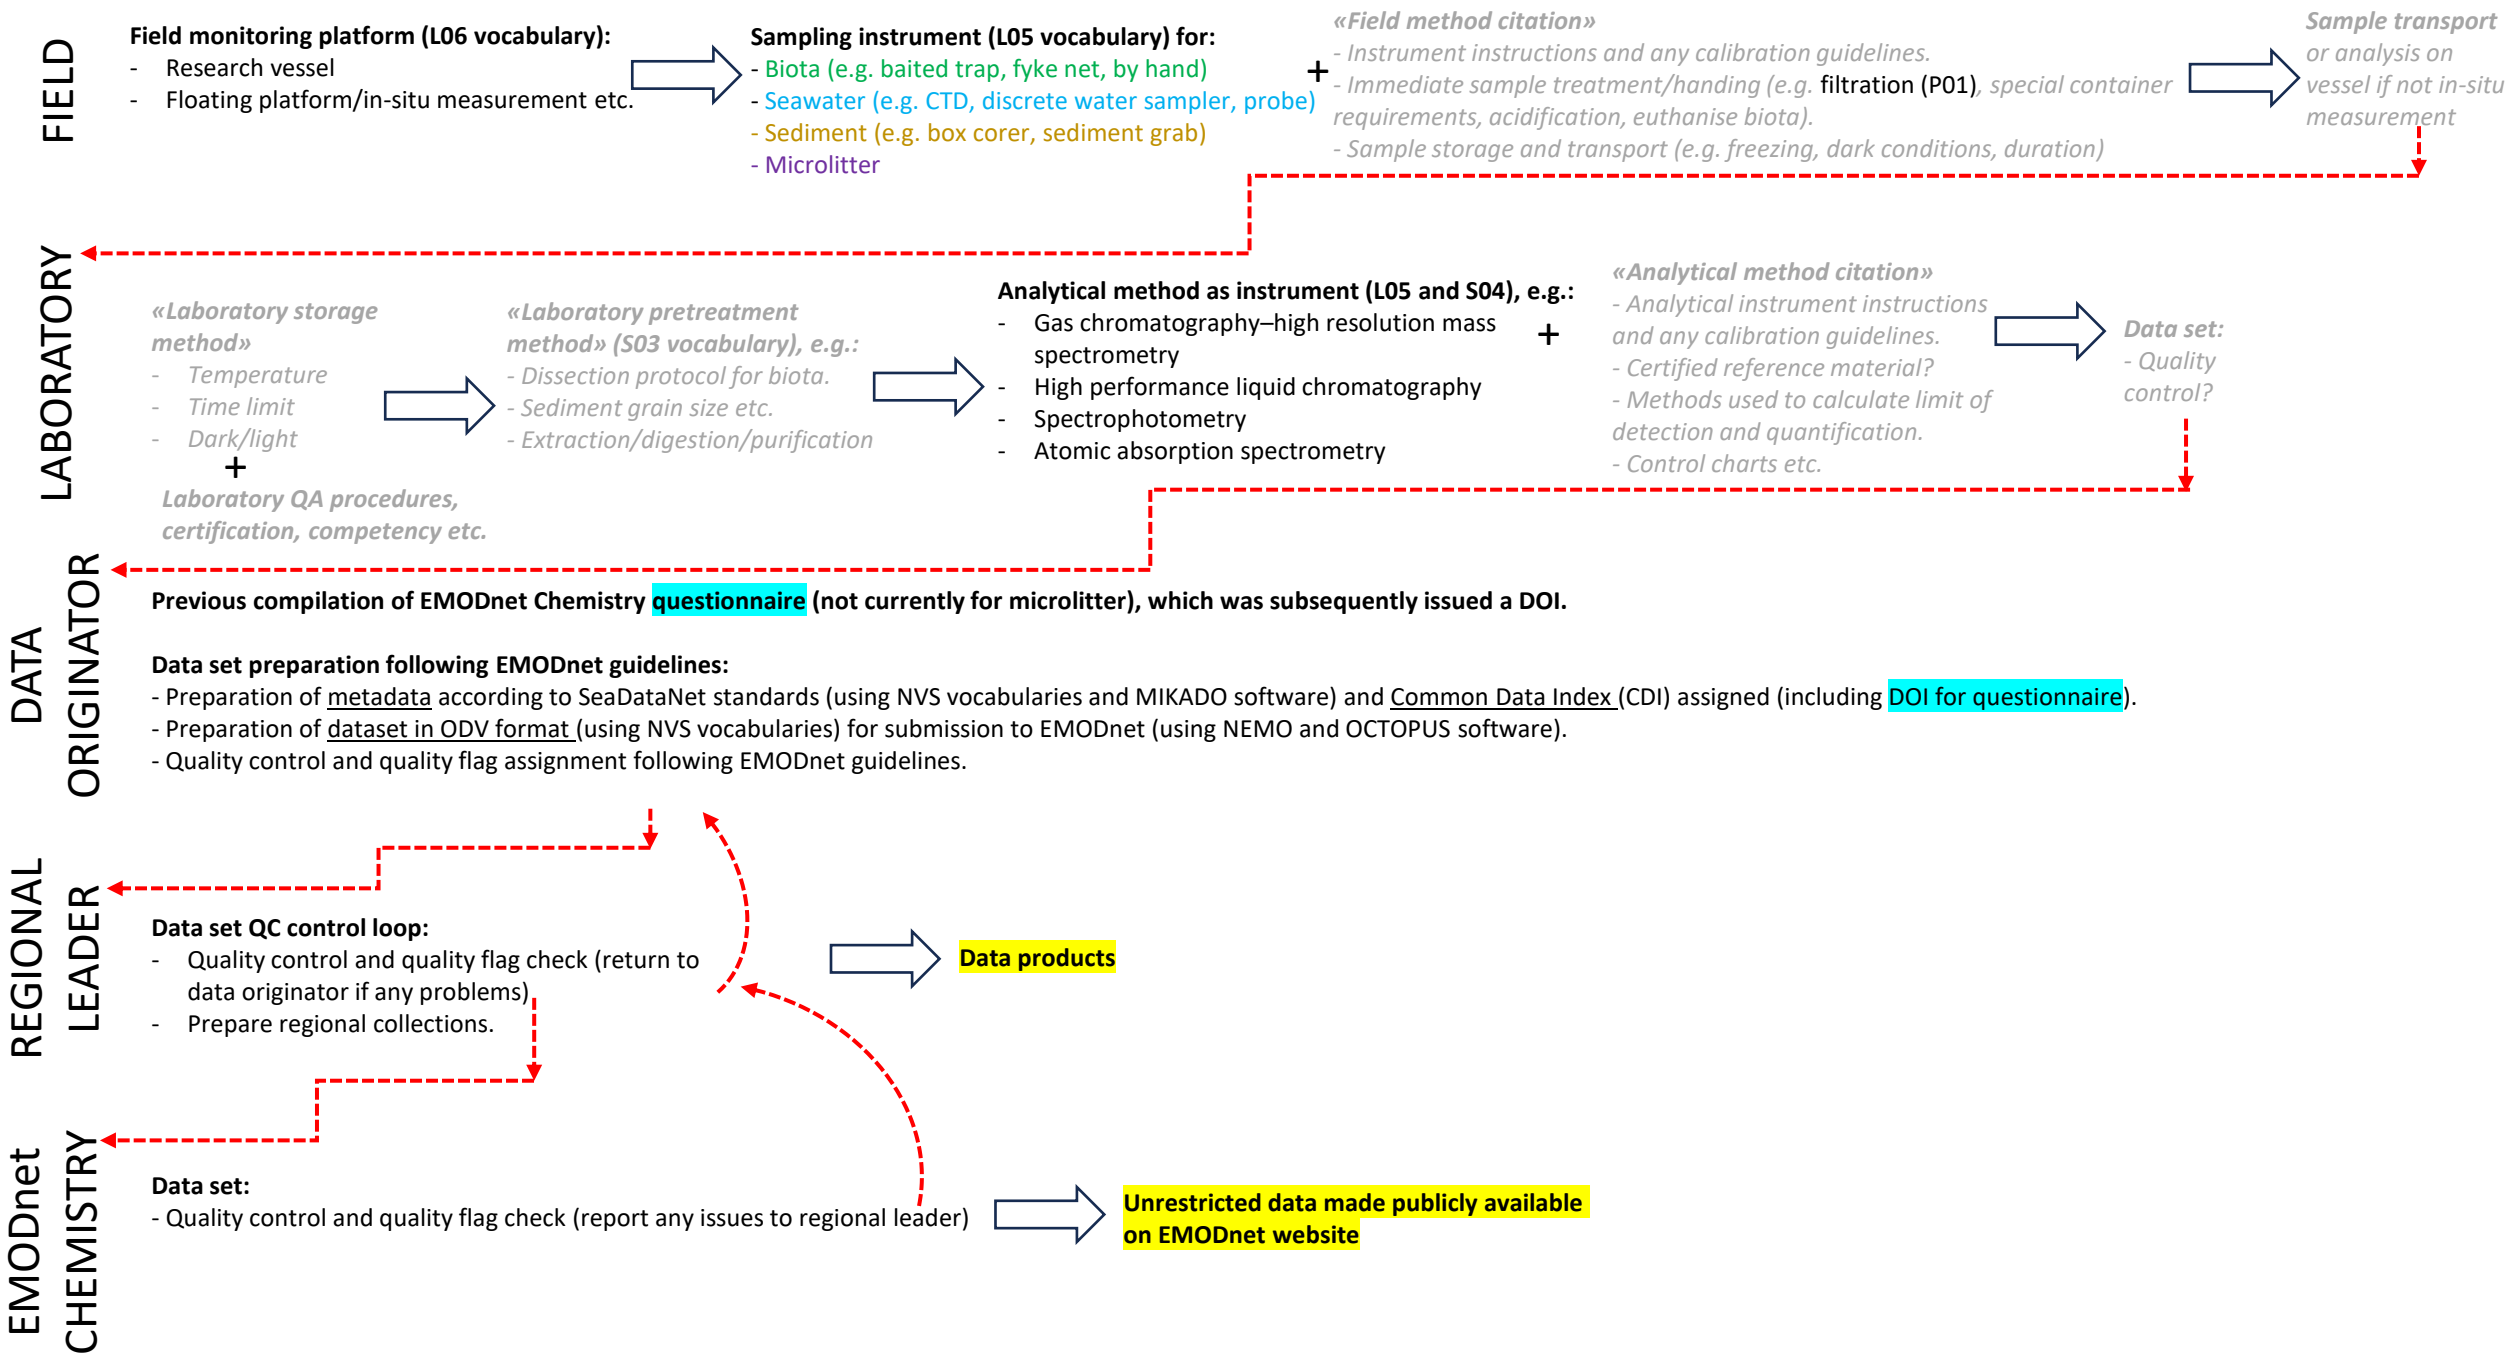 FIELD
Field monitoring platform (L06 vocabulary):
- Research vessel
- Floating platform/in-situ measurement etc.
Sampling instrument (L05 vocabulary) for:
- Biota (e.g. baited trap, fyke net, by hand)
- Seawater (e.g. CTD, discrete water sampler, probe)
- Sediment (e.g. box corer, sediment grab)
- Microlitter
+
«Field method citation»
- Instrument instructions and any calibration guidelines.
- Immediate sample treatment/handing (e.g. filtration (P01), special container
requirements, acidification, euthanise biota).
- Sample storage and transport (e.g. freezing, dark conditions, duration)
Sample transport
or analysis on
vessel if not in-situ
measurement
LABORATORY
«Laboratory storage
method»
- Temperature
- Time limit
- Dark/light
+
Laboratory QA procedures,
certification, competency etc.
«Laboratory pretreatment
method» (S03 vocabulary), e.g.:
- Dissection protocol for biota.
- Sediment grain size etc.
- Extraction/digestion/purification
Analytical method as instrument (L05 and S04), e.g.:
- Gas chromatography–high resolution mass
spectrometry
- High performance liquid chromatography
- Spectrophotometry
- Atomic absorption spectrometry
+
«Analytical method citation»
- Analytical instrument instructions
and any calibration guidelines.
- Certified reference material?
- Methods used to calculate limit of
detection and quantification.
- Control charts etc.
Data set:
- Quality
control?
DATA
ORIGINATOR
Previous compilation of EMODnet Chemistry questionnaire (not currently for microlitter), which was subsequently issued a DOI.
Data set preparation following EMODnet guidelines:
- Preparation of metadata according to SeaDataNet standards (using NVS vocabularies and MIKADO software) and Common Data Index (CDI) assigned (including DOI for questionnaire).
- Preparation of dataset in ODV format (using NVS vocabularies) for submission to EMODnet (using NEMO and OCTOPUS software).
- Quality control and quality flag assignment following EMODnet guidelines.
REGIONAL
LEADER
Data set QC control loop:
- Quality control and quality flag check (return to
data originator if any problems)
- Prepare regional collections.
Data products
EMODnet
CHEMISTRY
Data set:
- Quality control and quality flag check (report any issues to regional leader)
Unrestricted data made publicly available
on EMODnet website